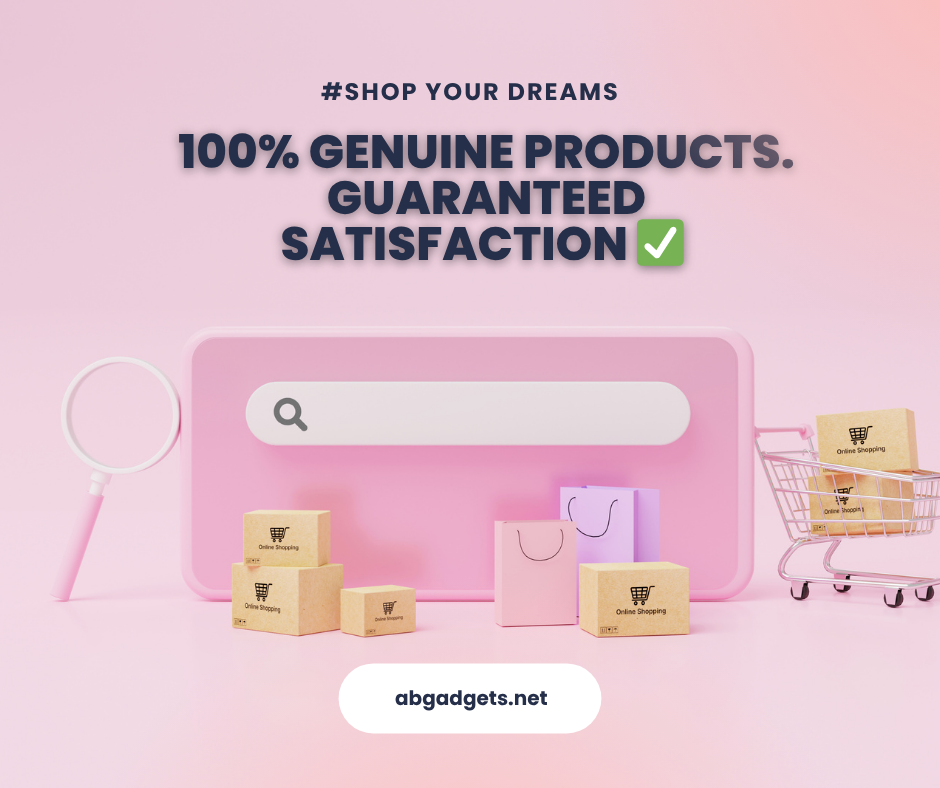 #SHOP YOUR DREAMS
100% GENUINE PRODUCTS.
GUARANTEED
SATISFACTION ✅
Online Shopping
Online Shopping
Online Shopping
Online Shopping
Online Shopping
Online Shopping
abgadgets.net